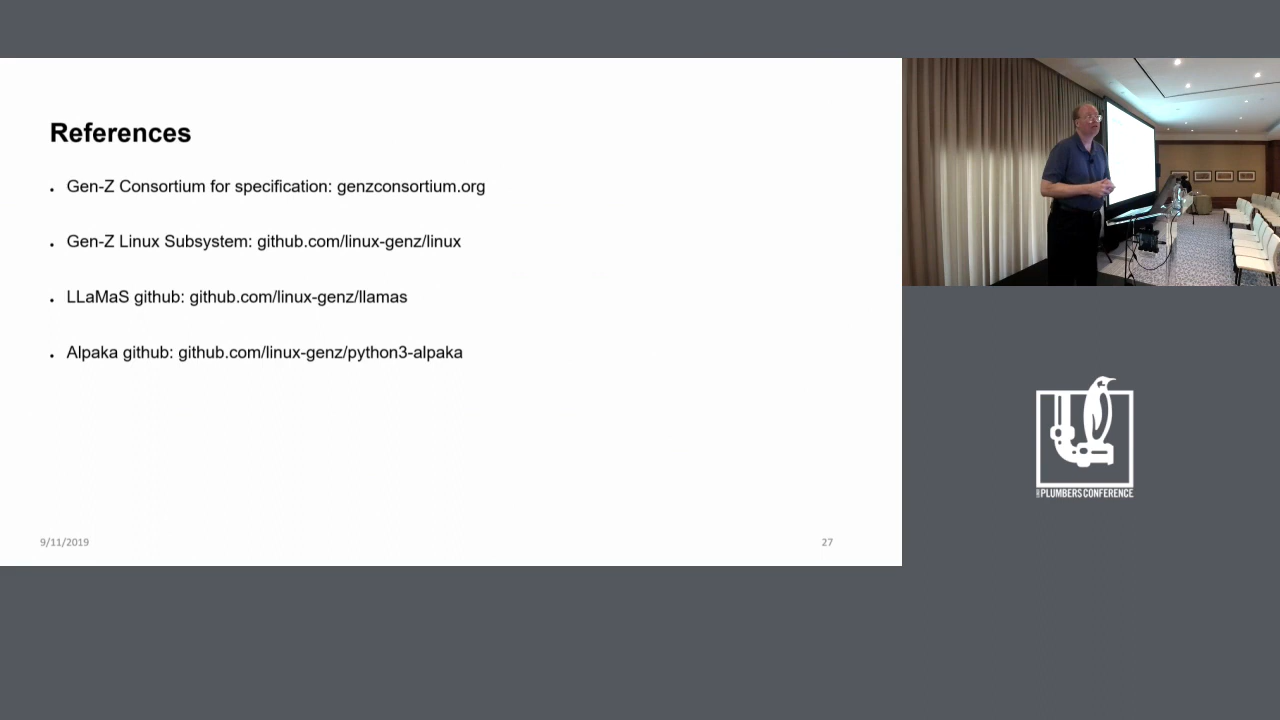 References
• Gen-Z Consortium for specification: genzconsortium.org
• Gen-Z Linux Subsystem: github.com/linux-genz/linux
• LLaMaS github: github.com/linux-genz/llamas
• Alpaka github: github.com/linux-genz/python3-alpaka
9/11/2019
27
PLUMBERS CONFERENCE